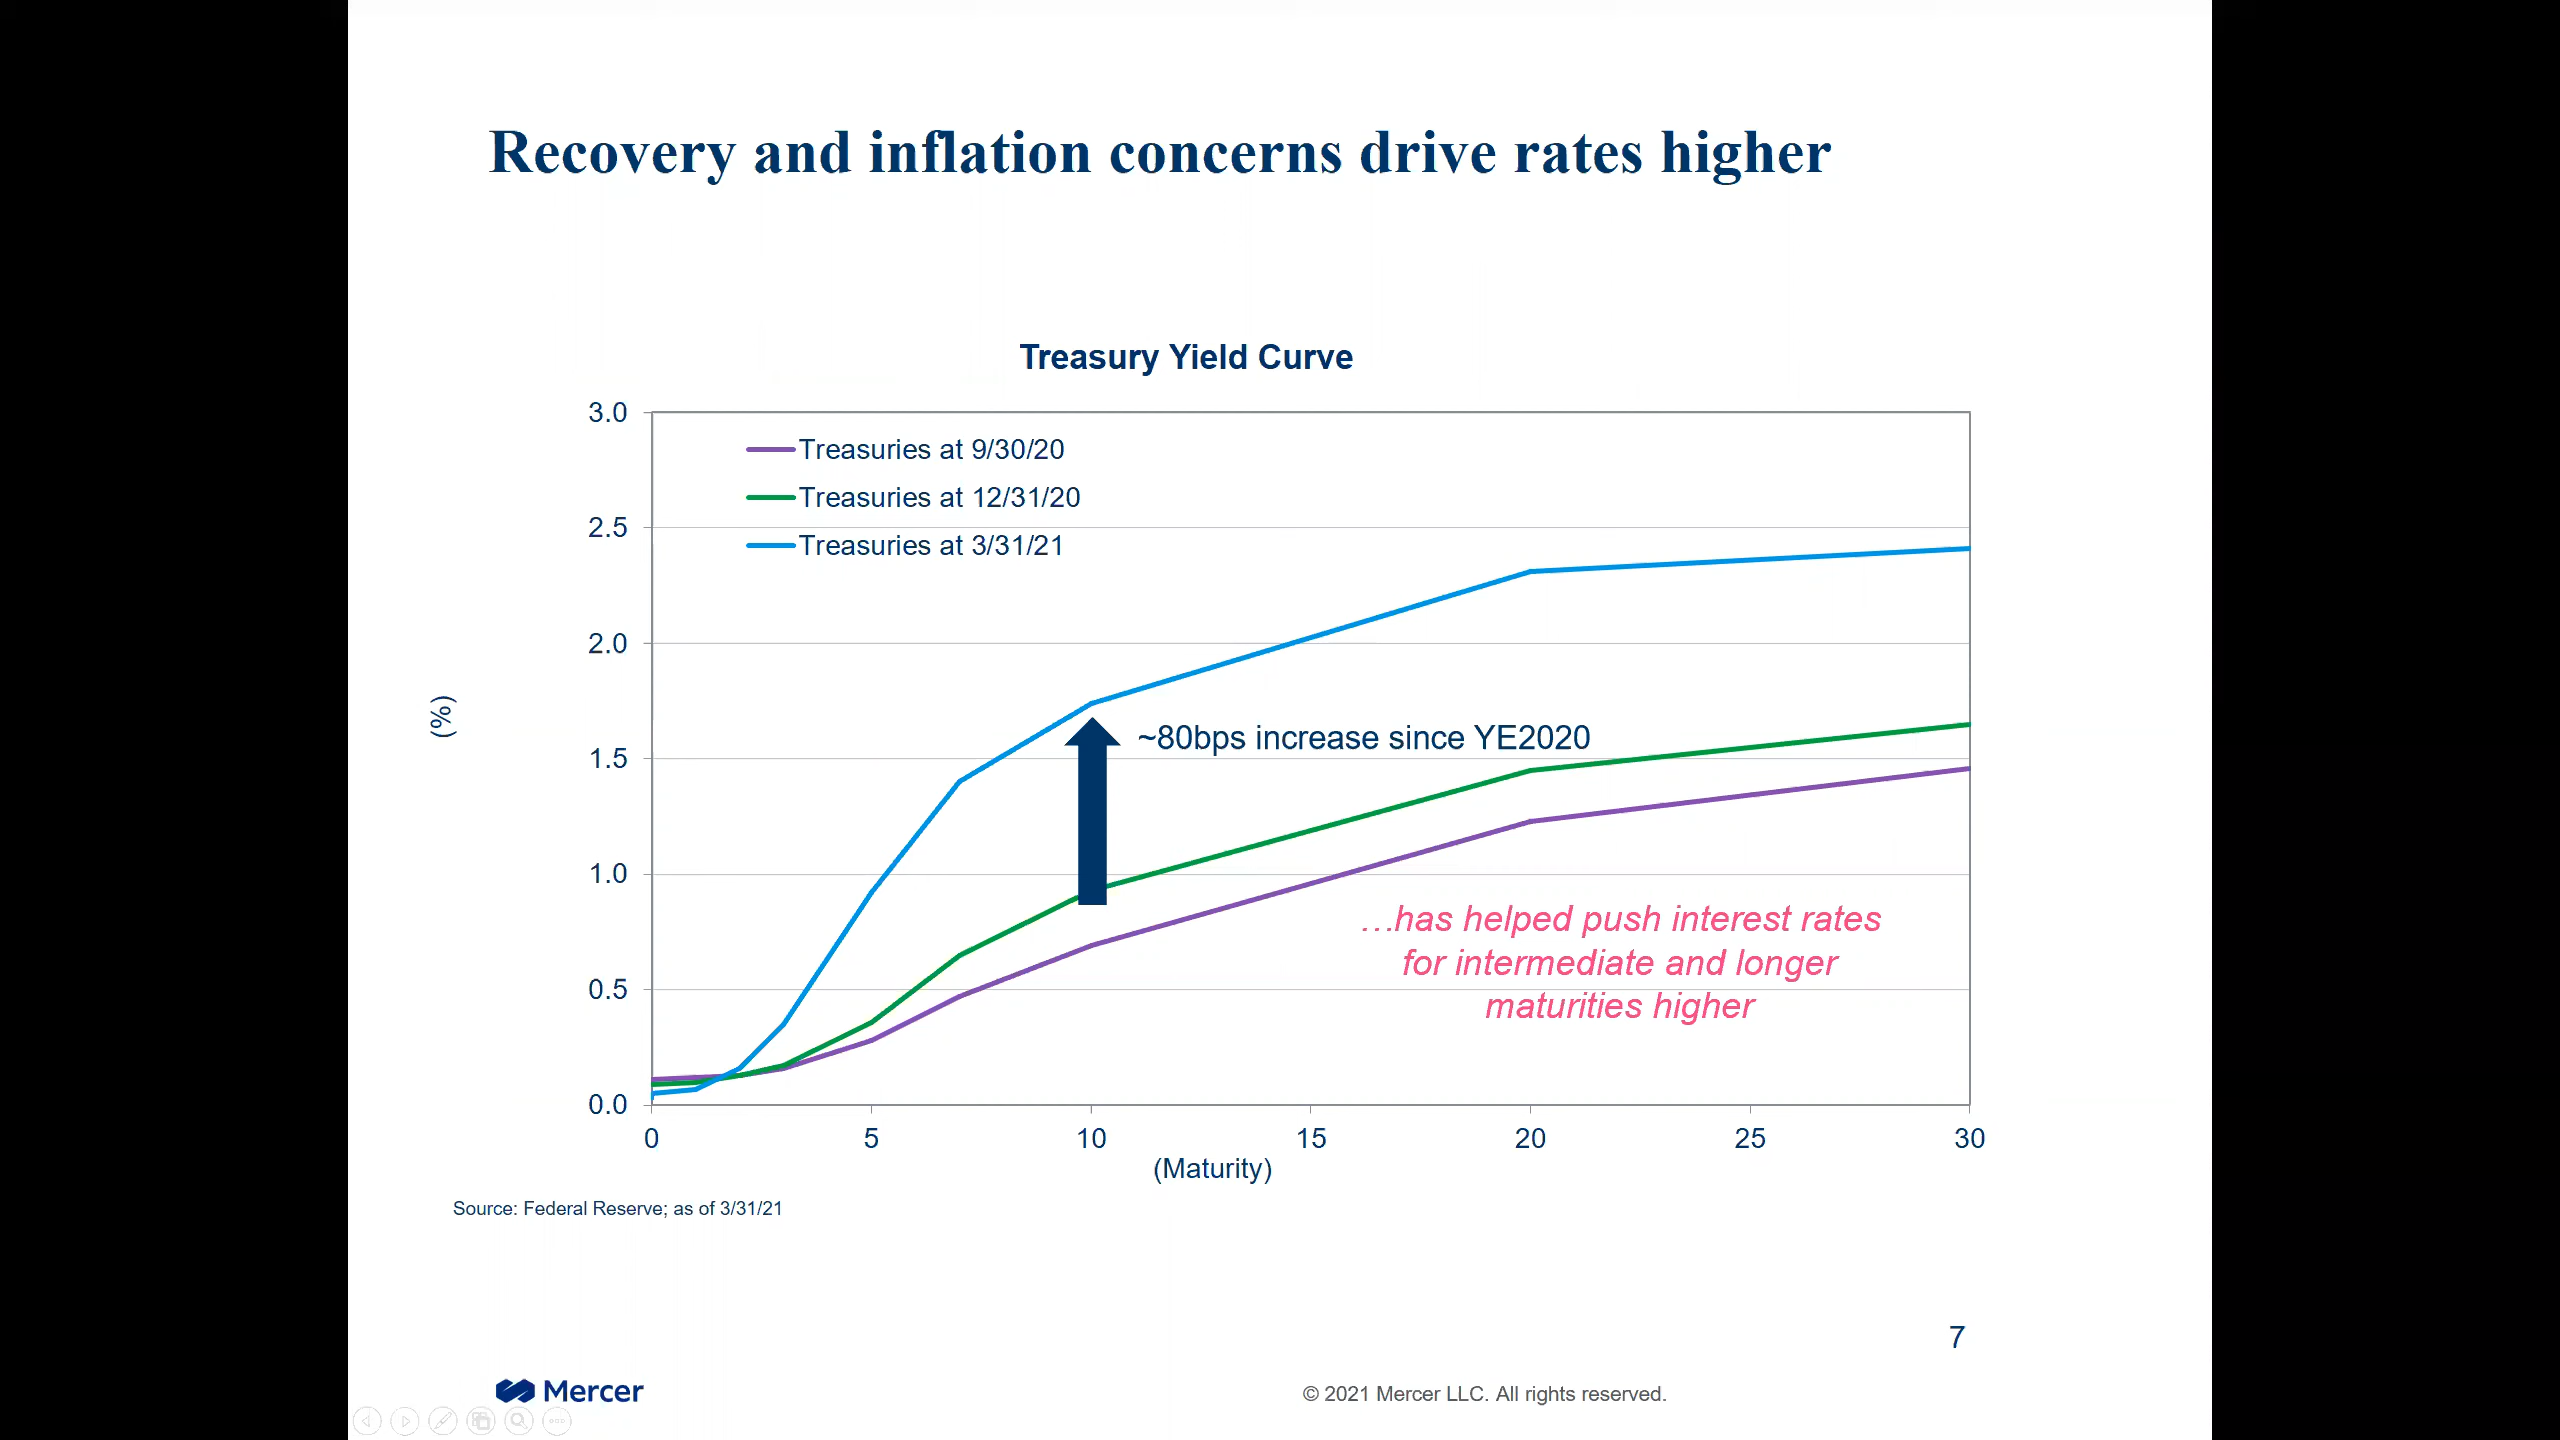 Recovery and inflation concerns drive rates higher
Treasury Yield Curve
3.0
2.5
2.0
1.5
1.0
0.5
0.0
(%)
Treasuries at 9/30/20
Treasuries at 12/31/20
Treasuries at 3/31/21
~80bps increase since YE2020
…has helped push interest rates
for intermediate and longer
maturities higher
0 5 10 15 20 25 30
(Maturity)
Source: Federal Reserve; as of 3/31/21
7
Mercer
© 2021 Mercer LLC. All rights reserved.